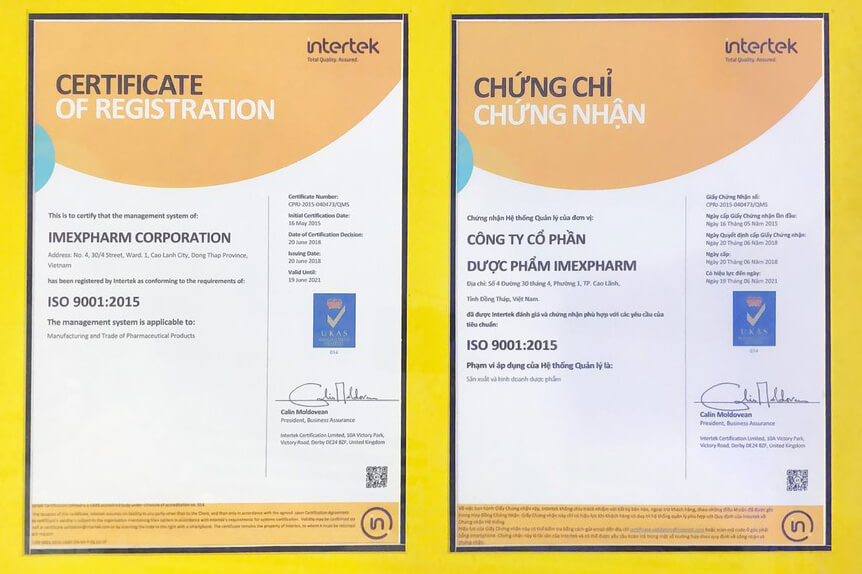 intertek
Total Quality. Assured.
CERTIFICATE
OF REGISTRATION
This is to certify that the management system of:
IMEXPHARM CORPORATION
Address: No. 4, 30/4 Street, Ward. 1, Cao Lanh City, Dong Thap Province,
Vietnam
has been registered by Intertek as conforming to the requirements of:
ISO 9001:2015
The management system is applicable to:
Manufacturing and Trade of Pharmaceutical Products
Certificate Number:
CPRJ-2015-040473/QMS
Initial Certification Date:
16 May 2015
Date of Certification Decision:
20 June 2018
Issuing Date:
20 June 2018
Valid Until:
19 June 2021
UKAS
MANAGEMENT
SYSTEMS
014
Calin Moldovean
President, Business Assurance
Intertek Certification Limited, 10A Victory Park,
Victory Road, Derby DE24 8ZF, United Kingdom
in
intertek
Total Quality. Assured.
CHỨNG CHỈ
CHỨNG NHẬN
Chứng nhận Hệ thống Quản lý của đơn vị:
CÔNG TY CỔ PHẦN
DƯỢC PHẨM IMEXPHARM
Địa chỉ: Số 4 Đường 30 tháng 4, Phường 1, TP. Cao Lãnh,
Tỉnh Đồng Tháp, Việt Nam.
đã được Intertek đánh giá và chứng nhận phù hợp với các yêu cầu của
tiêu chuẩn:
ISO 9001:2015
Phạm vi áp dụng của Hệ thống Quản lý là:
Sản xuất và kinh doanh dược phẩm
Giấy Chứng Nhận số:
CPRJ-2015-040473/QMS
Ngày cấp Giấy Chứng nhận lần đầu:
Ngày 16 Tháng 05 Năm 2015
Ngày Quyết định cấp Giấy Chứng nhận:
Ngày 20 Tháng 06 Năm 2018
Ngày cấp:
Ngày 20 Tháng 06 Năm 2018
Có hiệu lực đến ngày:
Ngày 19 Tháng 06 Năm 2021
UKAS
MANAGEMENT
SYSTEMS
014
Calin Moldovean
President, Business Assurance
Intertek Certification Limited, 10A Victory Park,
Victory Road, Derby DE24 8ZF, United Kingdom
in